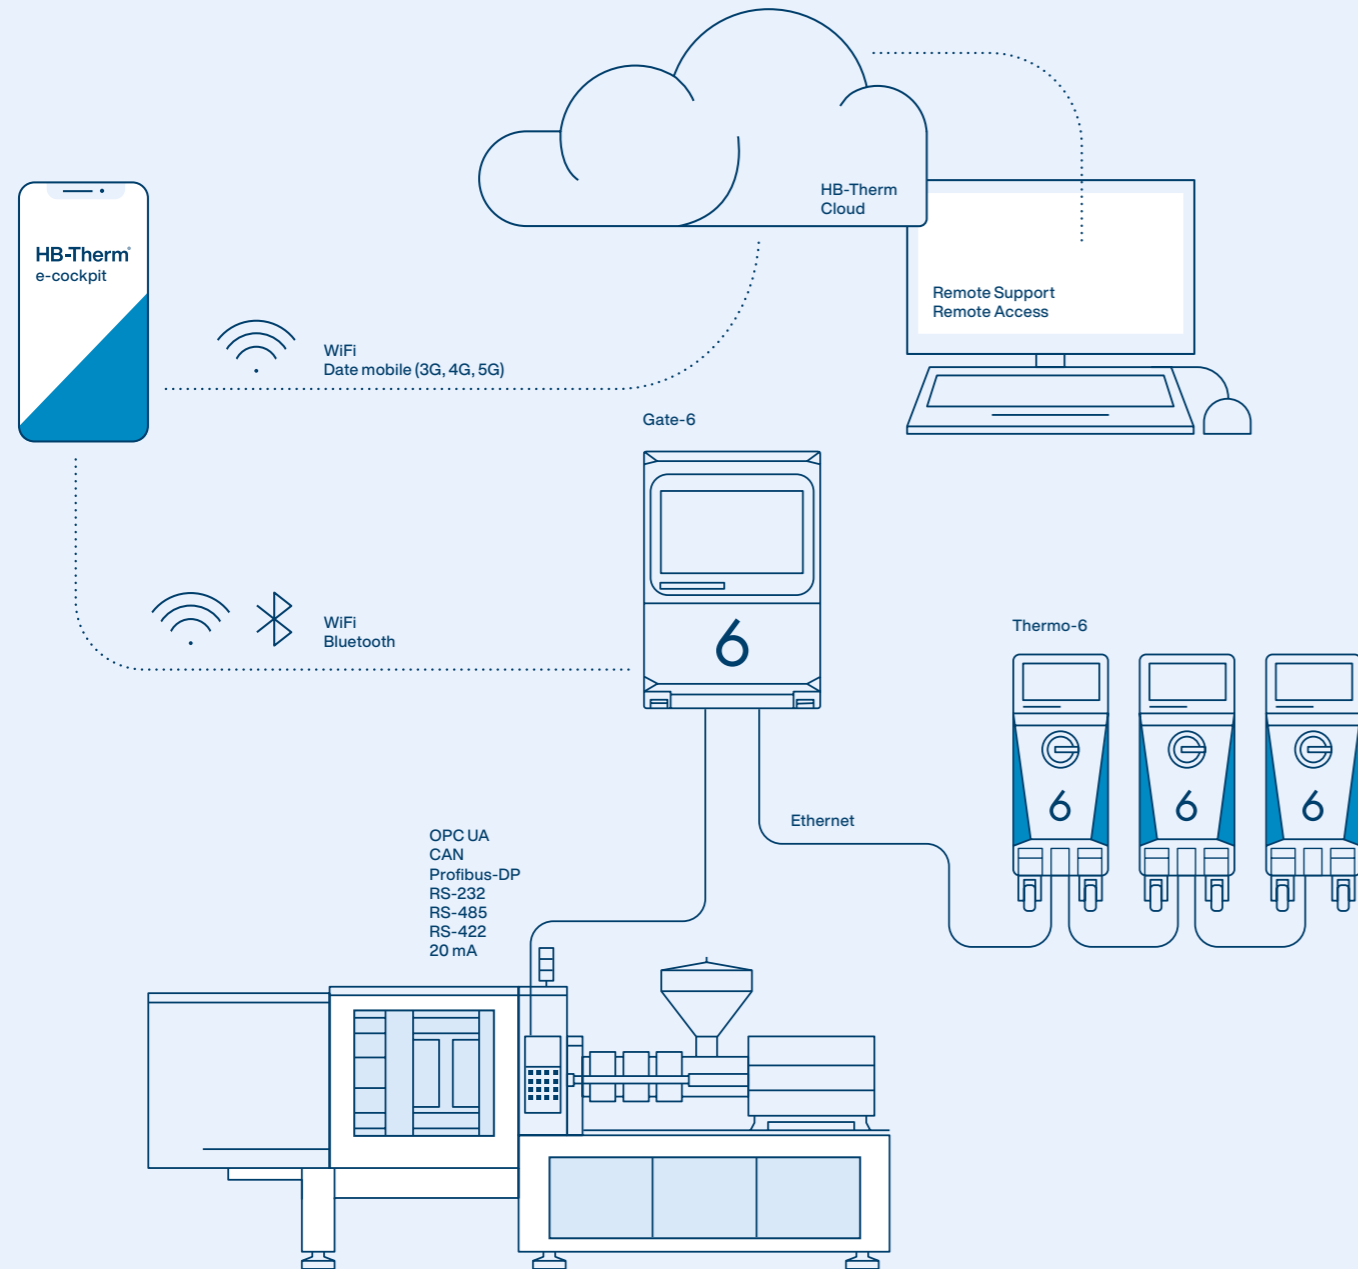 HB-Therm
Cloud
HB-Therm®
e-cockpit
Remote Support
Remote Access
WiFi
Date mobile (3G, 4G, 5G)
Gate-6
WiFi
Bluetooth
6
Thermo-6
6
6
6
Ethernet
OPC UA
CAN
Profibus-DP
RS-232
RS-485
RS-422
20 mA